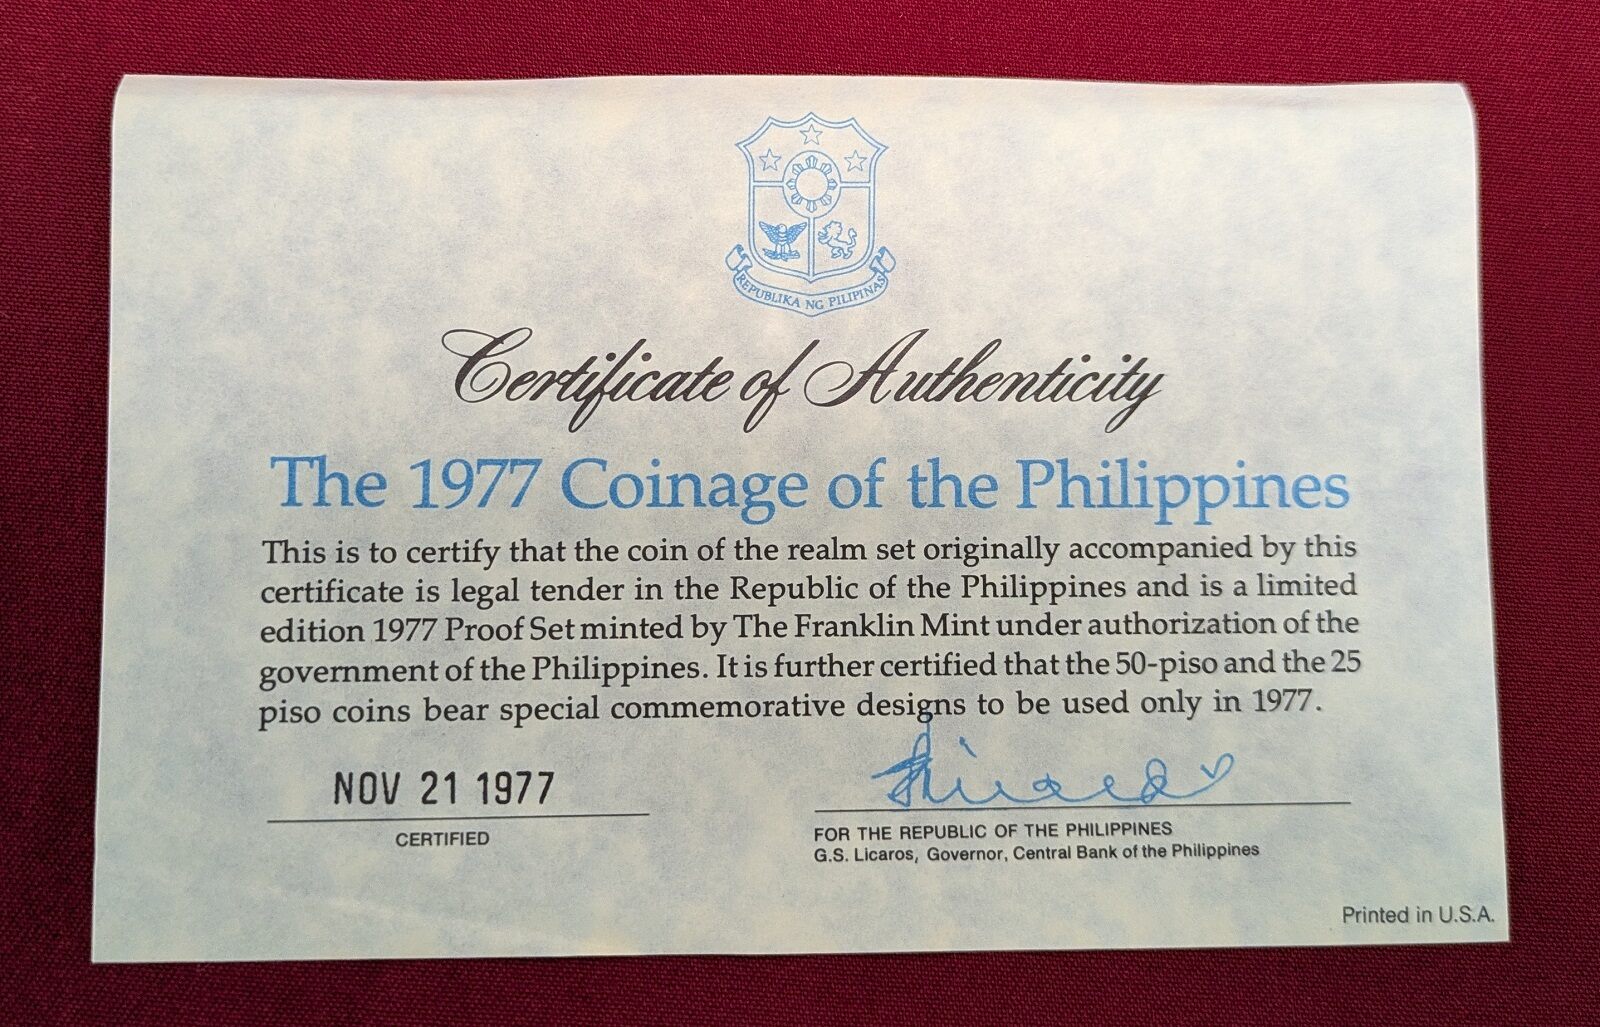 REPUBLIKA NG PILIPINAS
Certificate of Authenticity
The 1977 Coinage of the Philippines
This is to certify that the coin of the realm set originally accompanied by this
certificate is legal tender in the Republic of the Philippines and is a limited
edition 1977 Proof Set minted by The Franklin Mint under authorization of the
government of the Philippines. It is further certified that the 50-piso and the 25
piso coins bear special commemorative designs to be used only in 1977.
NOV 21 1977
CERTIFIED
FOR THE REPUBLIC OF THE PHILIPPINES
G.S. Licaros, Governor, Central Bank of the Philippines
Printed in U.S.A.